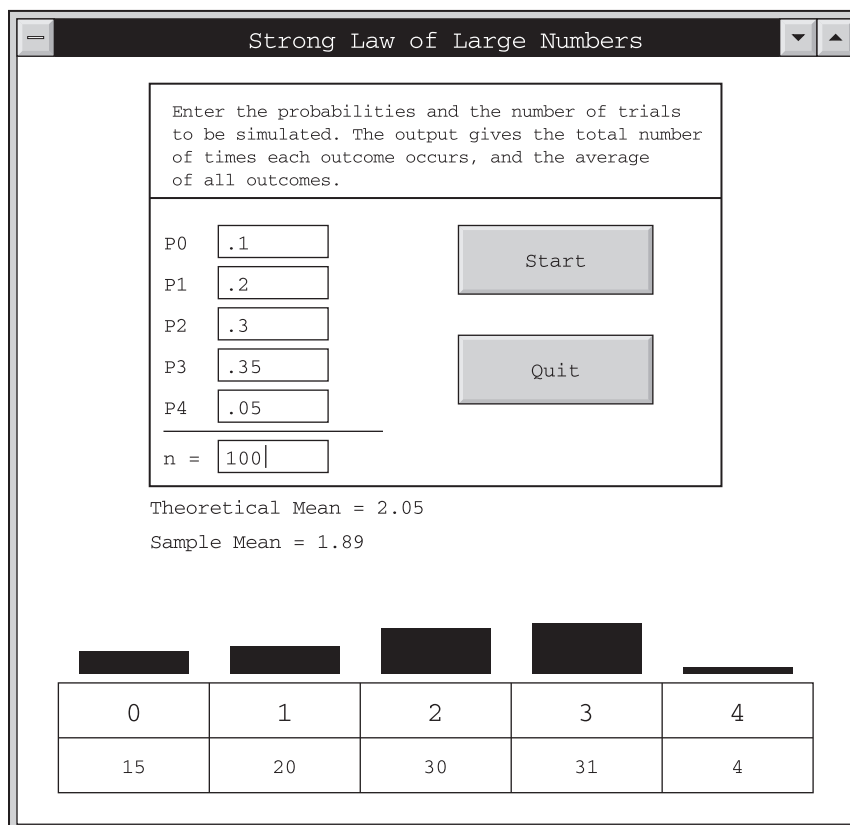 Strong Law of Large Numbers
Enter the probabilities and the number of trials
to be simulated. The output gives the total number
of times each outcome occurs, and the average
of all outcomes.
P0 .1
P1 .2
P2 .3
P3 .35
P4 .05
n = 100
Start
Quit
Theoretical Mean = 2.05
Sample Mean = 1.89
0 1 2 3 4
15 20 30 31 4